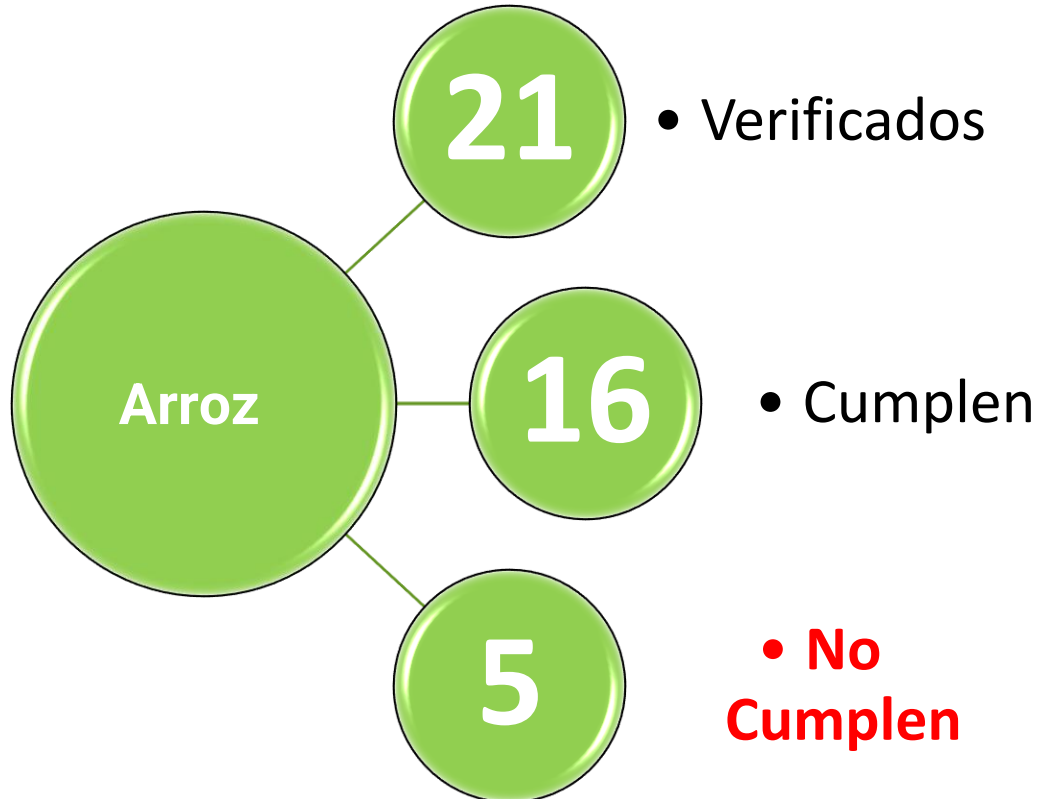 21
• Verificados
Arroz
16
• Cumplen
5
• No
Cumplen